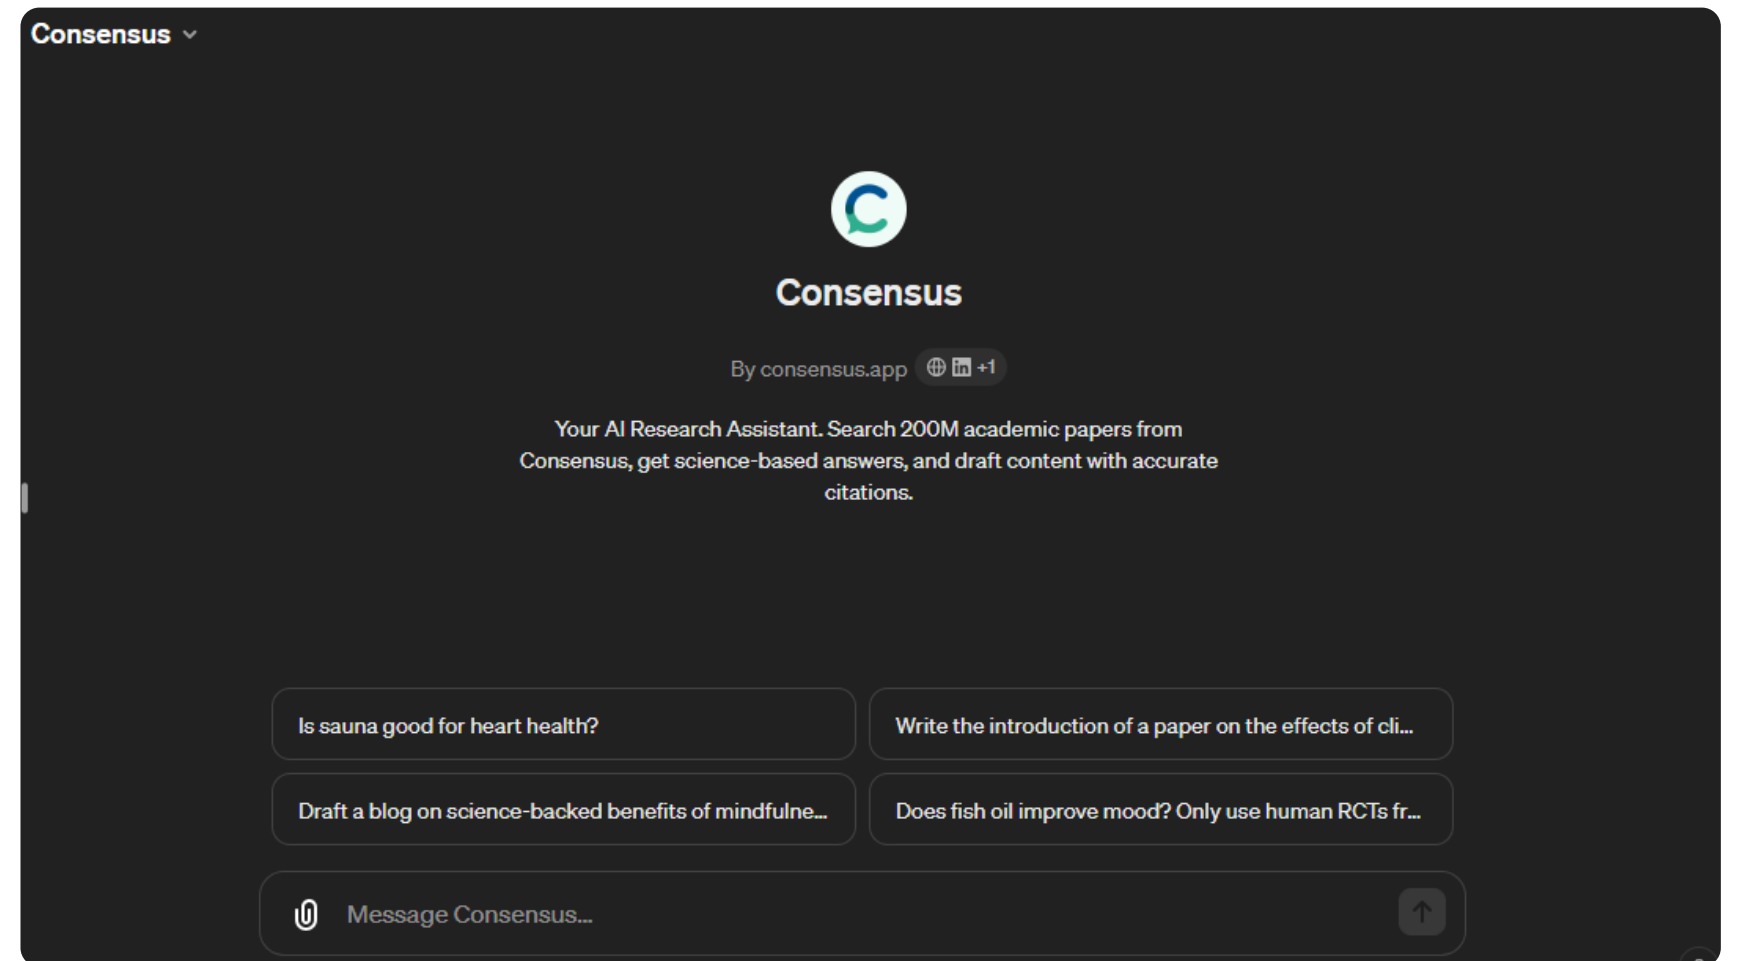 Consensus
Consensus
By consensus.app in +1
Your AI Research Assistant. Search 200M academic papers from
Consensus, get science-based answers, and draft content with accurate
citations.
Is sauna good for heart health?
Write the introduction of a paper on the effects of cli...
Draft a blog on science-backed benefits of mindfulne...
Does fish oil improve mood? Only use human RCTs fr...
Message Consensus...